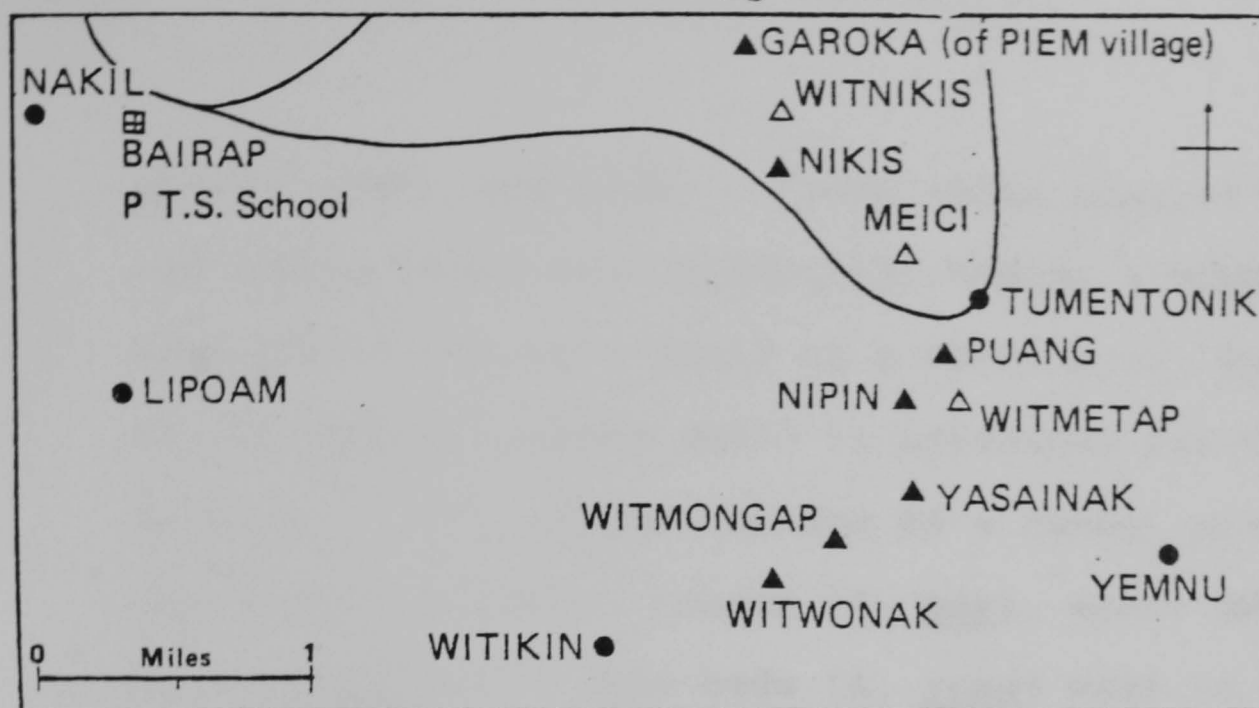 GAROKA (of PIEM village)
NAKIL
WITNIKIS
BAIRAP
P T.S. School
NIKIS
MEICI
TUMENTONIK
PUANG
LIPOAM
NIPIN
WITMETAP
YASAINAK
WITMONGAP
YEMNU
WITWONAK
WITIKIN
0 Miles 1